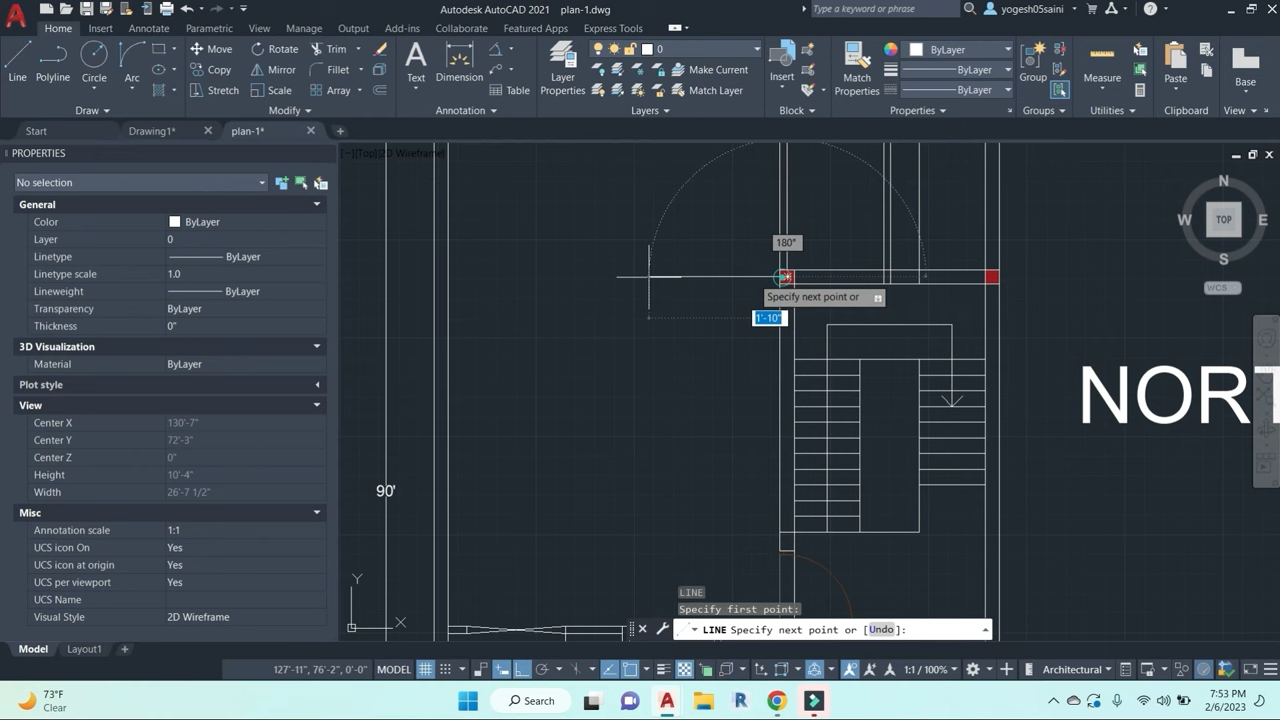 Autodesk AutoCAD 2021 plan-1.dwg
Type a keyword or phrase
yogesh05saini
Home Insert Annotate Parametric View Manage Output Add-ins Collaborate Featured Apps Express Tools
Line
Polyline
Circle
Arc
Move
Rotate
Trim
Copy
Mirror
Fillet
Stretch
Scale
Array
Text
Dimension
Table
Layer
Properties
0
Make Current
Match Layer
Insert
Match
Properties
ByLayer
ByLayer
ByLayer
Group
Measure
Paste
Base
Draw
Modify
Annotation
Layers
Block
Properties
Groups
Utilities
Clipboard
View
Start
Drawing1*
plan-1*
PROPERTIES
No selection
General
Color ByLayer
Layer 0
Linetype ByLayer
Linetype scale 1.0
Lineweight ByLayer
Transparency ByLayer
Thickness 0"
3D Visualization
Material ByLayer
Plot style
View
Center X 130'-7"
Center Y 72'-3"
Center Z 0"
Height 10'-4"
Width 26'-7 1/2"
Misc
Annotation scale 1:1
UCS icon On Yes
UCS icon at origin Yes
UCS per viewport Yes
UCS Name
Visual Style 2D Wireframe
[−][Top][2D Wireframe]
N
W TOP E
S
WCS
180°
Specify next point or
1'-10"
NORT
90'
Y
X
LINE
Specify first point:
LINE Specify next point or [Undo]:
Model Layout1
127'-11", 76'-2", 0'-0" MODEL 1:1 / 100% Architectural
73°F
Clear
Search
7:53 PM
2/6/2023